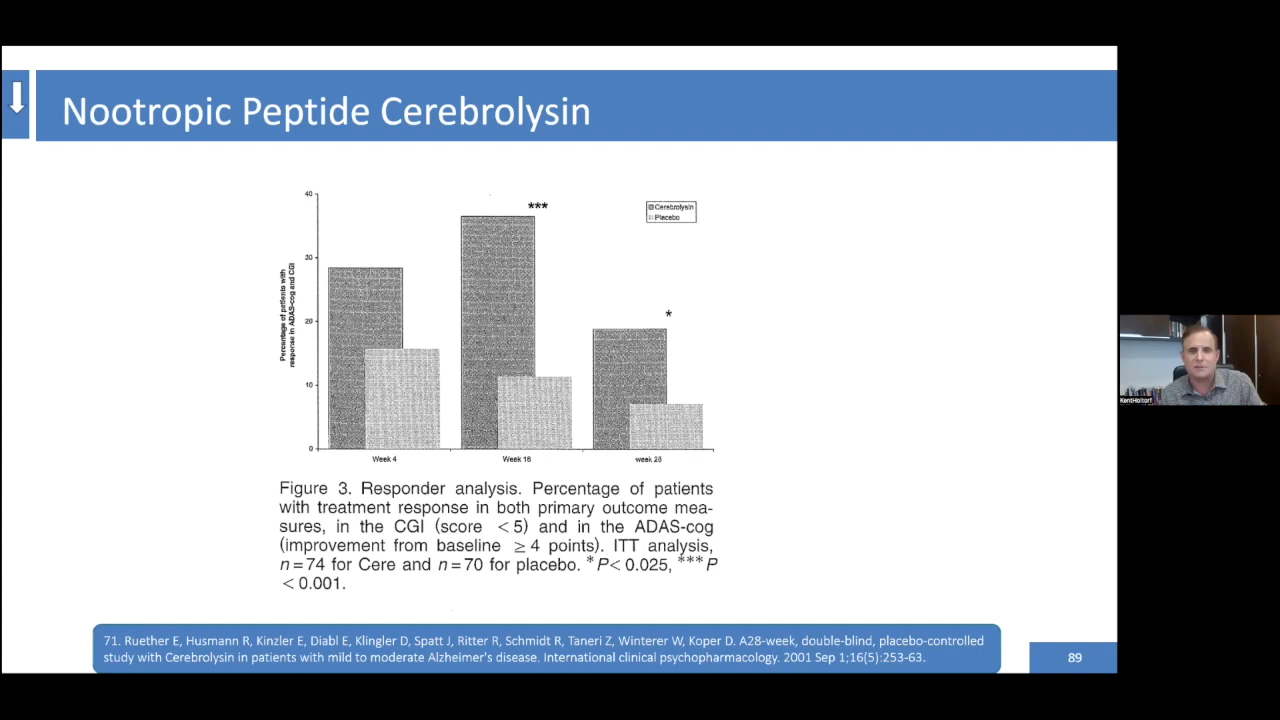 Nootropic Peptide Cerebrolysin
40
***
Cerebrolysin
Placebo
30
*
Percentage of patients with
response in ADAS-cog and CGI
20
10
0
Week 4
Week 16
week 28
Figure 3. Responder analysis. Percentage of patients
with treatment response in both primary outcome mea-
sures, in the CGI (score <5) and in the ADAS-cog
(improvement from baseline ≥4 points). ITT analysis,
n=74 for Cere and n=70 for placebo. *P<0.025, ***P
<0.001.
71. Ruether E, Husmann R, Kinzler E, Diabl E, Klingler D, Spatt J, Ritter R, Schmidt R, Taneri Z, Winterer W, Koper D. A28-week, double-blind, placebo-controlled
study with Cerebrolysin in patients with mild to moderate Alzheimer's disease. International clinical psychopharmacology. 2001 Sep 1;16(5):253-63.
89
KentHoltorf